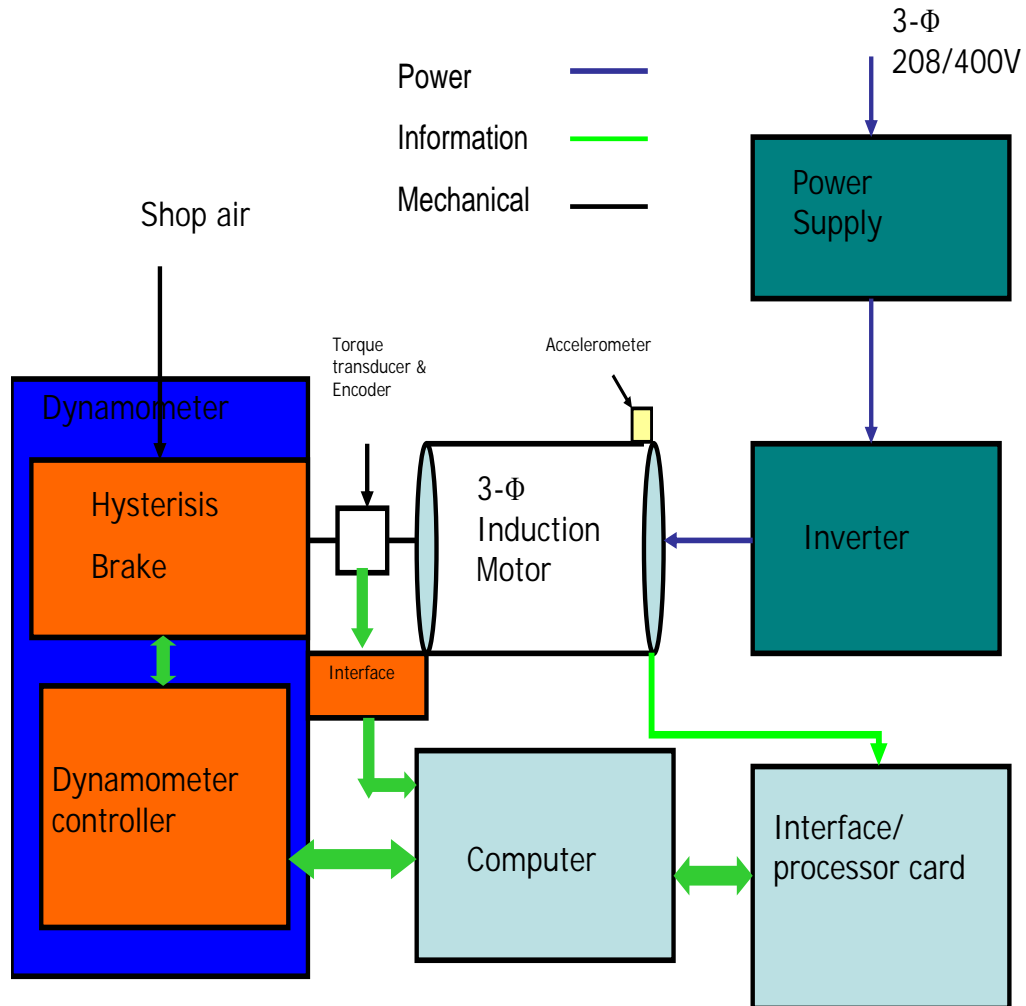 3-Φ
208/400V
Power
Information
Mechanical
Power
Supply
Shop air
Torque
transducer &
Encoder
Accelerometer
Dynamometer
Hysterisis
Brake
3-Φ
Induction
Motor
Inverter
Interface
Dynamometer
controller
Computer
Interface/
processor card